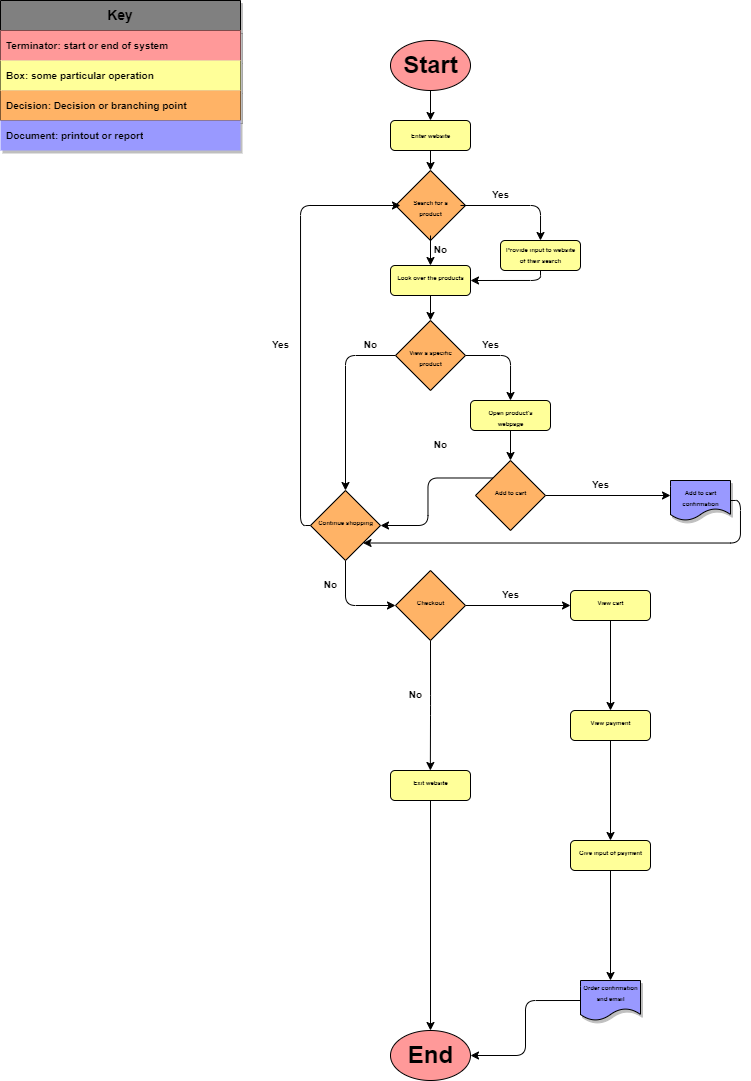 Key
Terminator: start or end of system
Box: some particular operation
Decision: Decision or branching point
Document: printout or report
Start
Enter website
Search for a
product
Yes
No
Provide input to website
of their search
Look over the products
Yes
No
View a specific
product
Yes
Open product's
webpage
No
Add to cart
Yes
Add to cart
confirmation
Continue shopping
No
Checkout
Yes
View cart
No
View payment
Exit website
Give input of payment
Order confirmation
and email
End